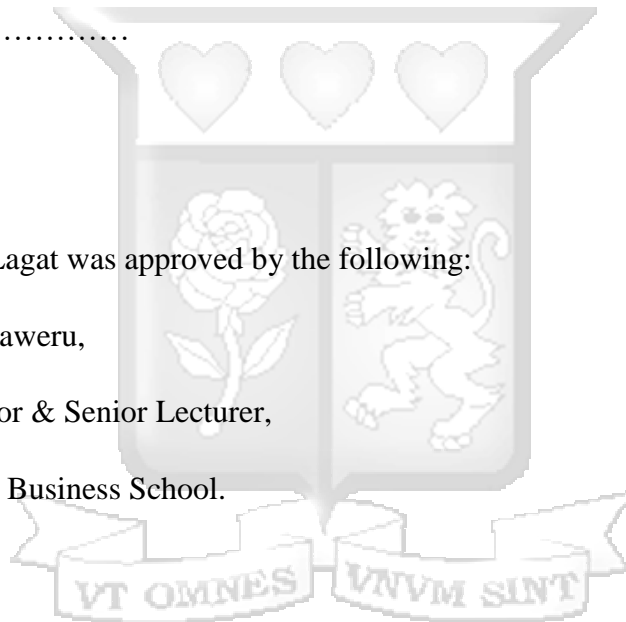 …………
Lagat was approved by the following:
aweru,
or & Senior Lecturer,
Business School.
VT OMNES VNVM SINT